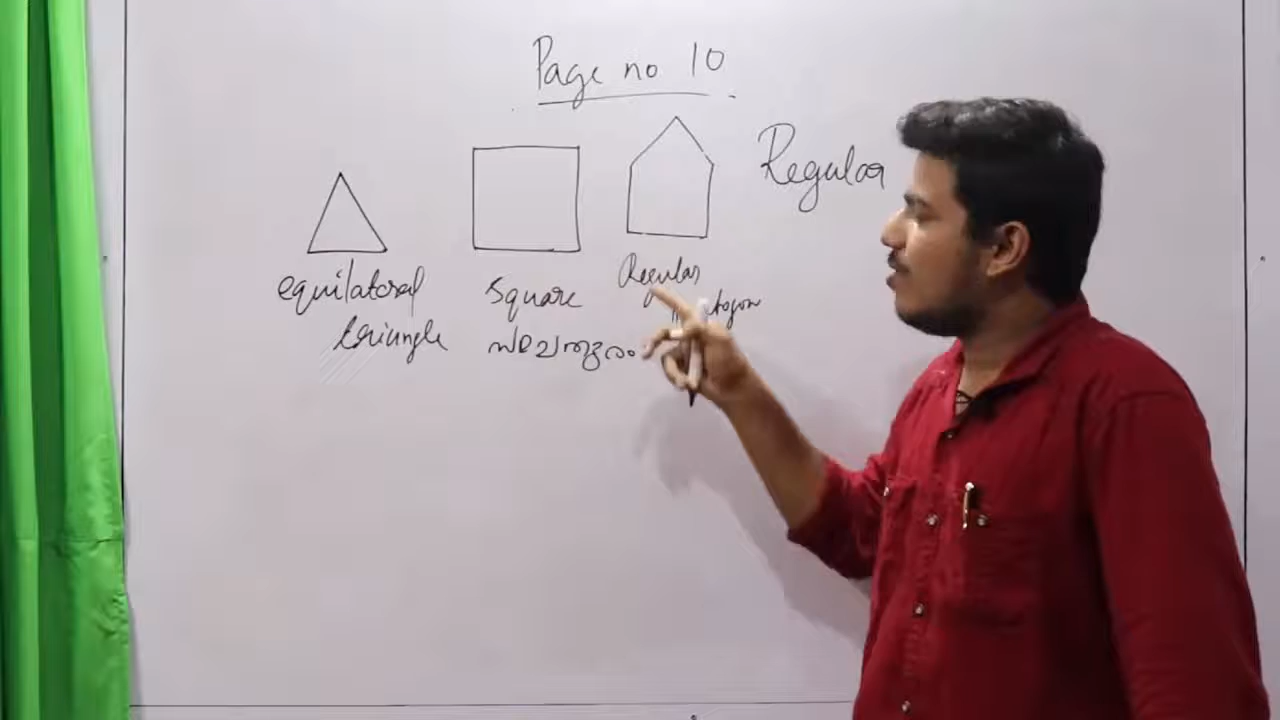 Page no 10
Regular
equilateral
triangle
Square
സമചതുരം
Regular